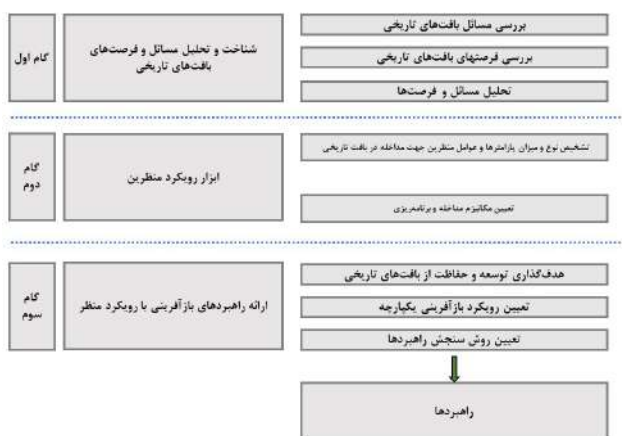 گام اول
شناخت و تحلیل مسائل و فرصت‌های
بافت‌های تاریخی
بررسی مسائل بافت‌های تاریخی
بررسی فرصتهای بافت‌های تاریخی
تحلیل مسائل و فرصت‌ها
گام
دوم
ابزار رویکرد منظرین
تشخیص نوع و میزان پارامترها و عوامل منظرین جهت مداخله در بافت تاریخی
تعیین مکانیزم مداخله و برنامه‌ریزی
گام
سوم
ارائه راهبردهای بازآفرینی با رویکرد منظر
هدف‌گذاری توسعه و حفاظت از بافت‌های تاریخی
تعیین رویکرد بازآفرینی یکپارچه
تعیین روش سنجش راهبردها
راهبردها